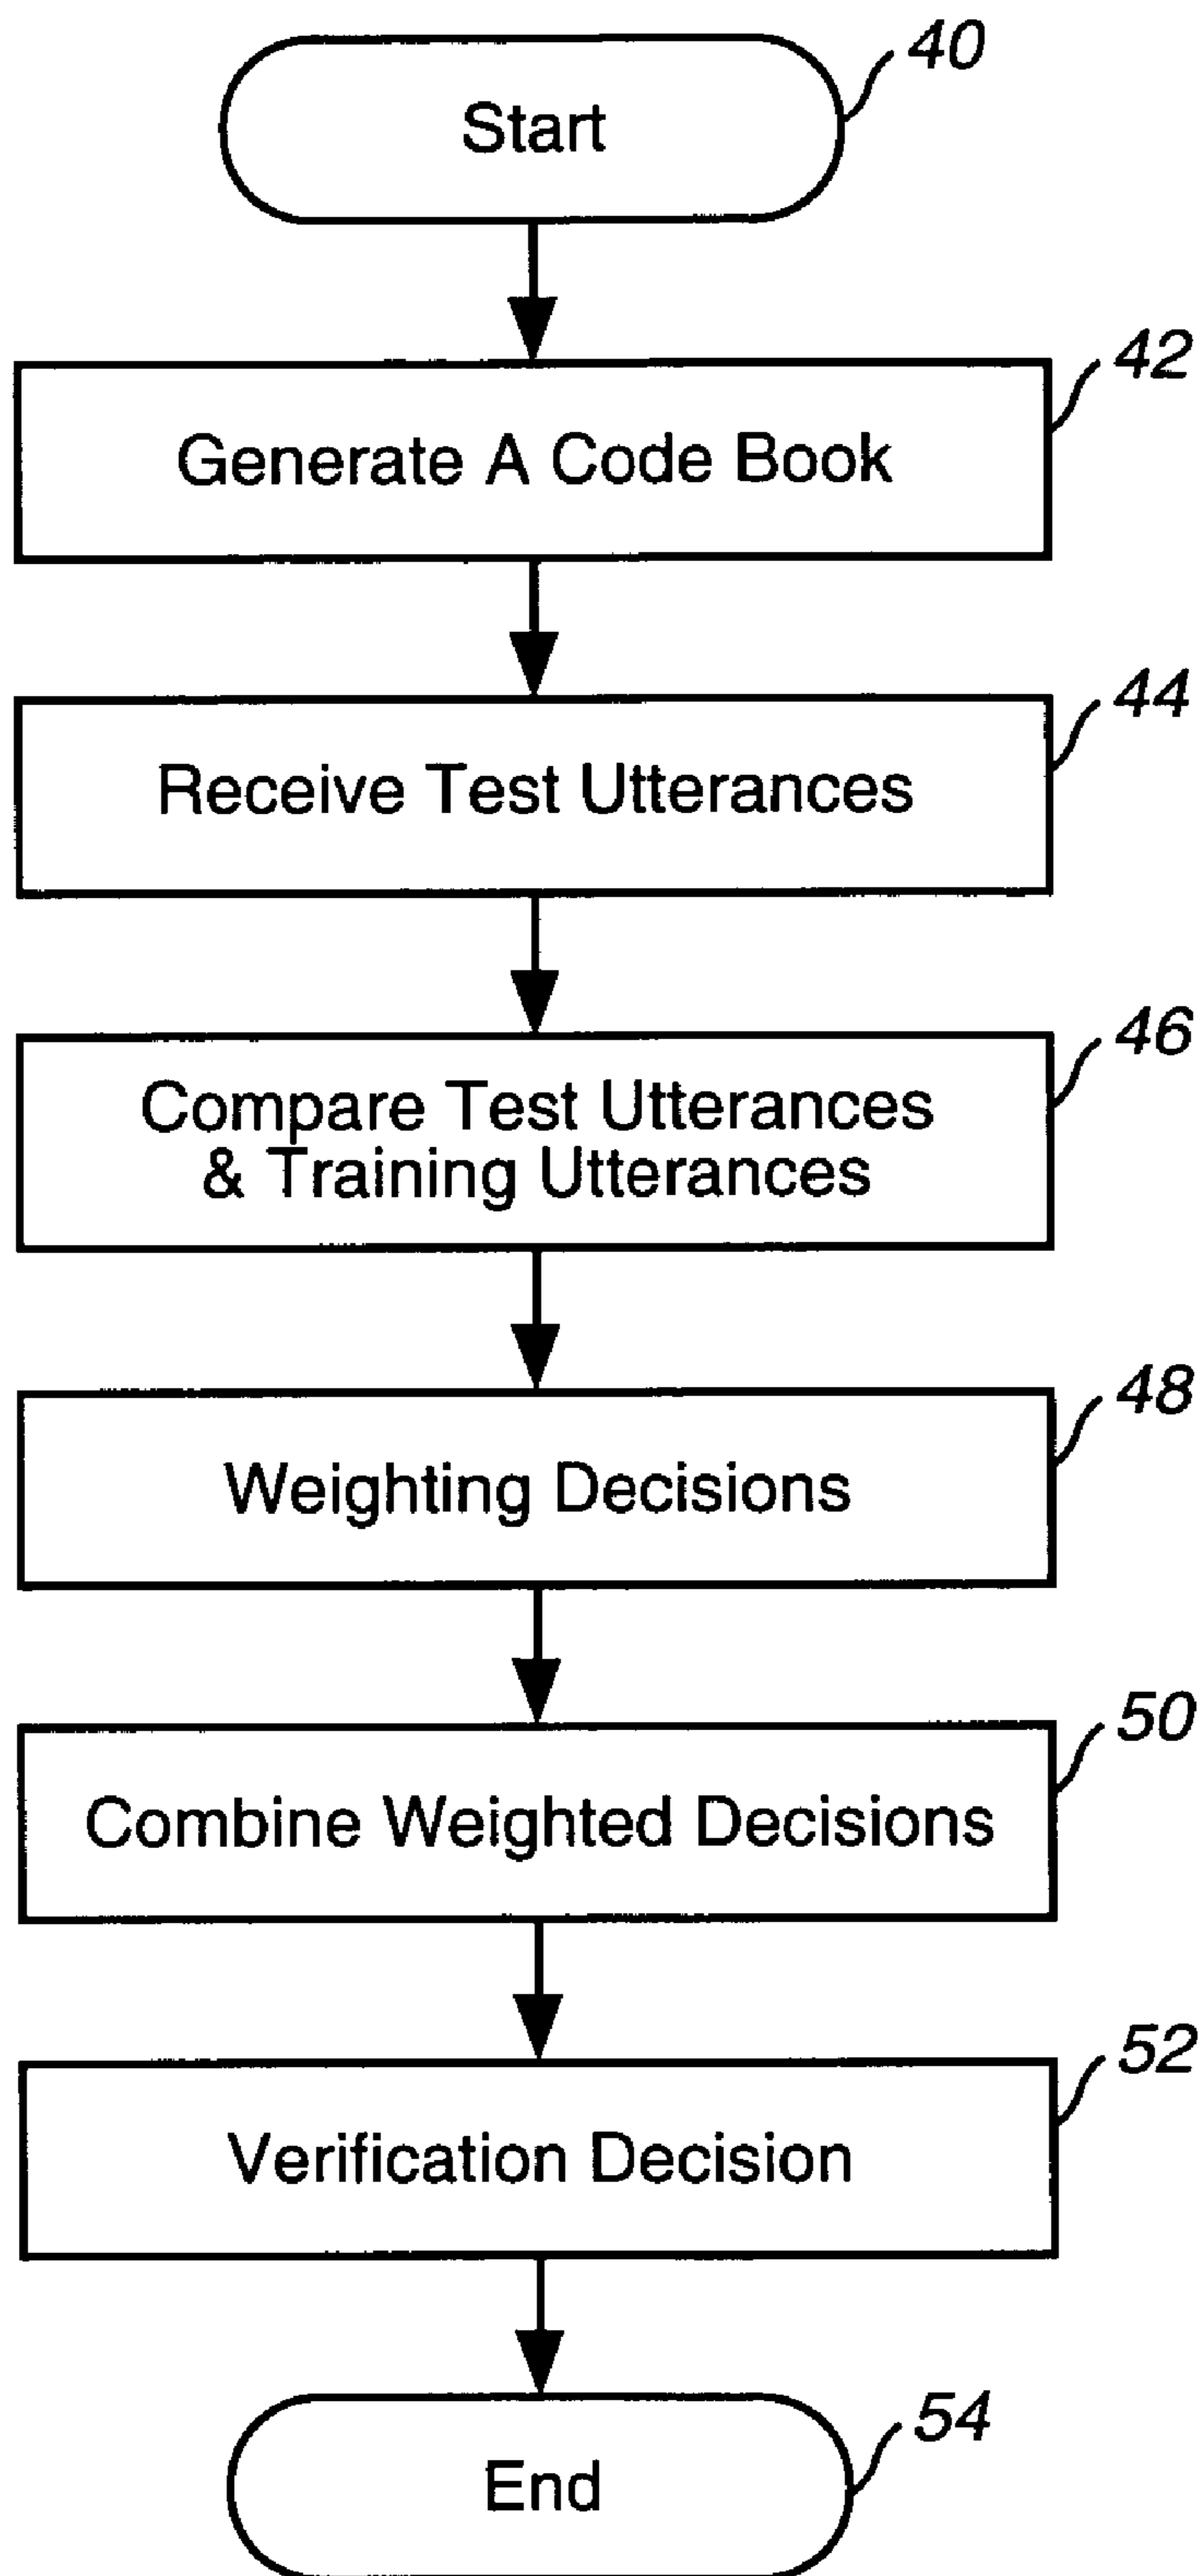 40
Start
42
Generate A Code Book
44
Receive Test Utterances
46
Compare Test Utterances
& Training Utterances
48
Weighting Decisions
50
Combine Weighted Decisions
52
Verification Decision
54
End